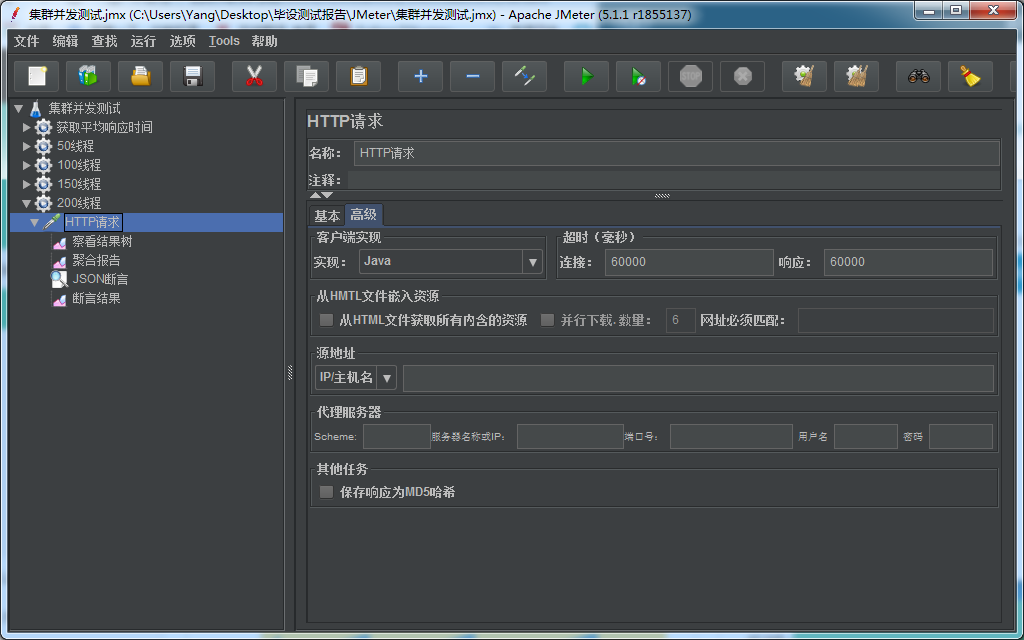 集群并发测试.jmx (C:\Users\Yang\Desktop\毕设测试报告\JMeter\集群并发测试.jmx) - Apache JMeter (5.1.1 r1855137)
文件 编辑 查找 运行 选项 Tools 帮助
STOP
集群并发测试
获取平均响应时间
50线程
100线程
150线程
200线程
HTTP请求
察看结果树
聚合报告
JSON断言
断言结果
HTTP请求
名称： HTTP请求
注释：
基本 高级
客户端实现 超时（毫秒）
实现： Java 连接： 60000 响应： 60000
从HMTL文件嵌入资源
从HTML文件获取所有内含的资源 并行下载.数量： 6 网址必须匹配：
源地址
IP/主机名
代理服务器
Scheme: 服务器名称或IP： 端口号： 用户名 密码
其他任务
保存响应为MD5哈希